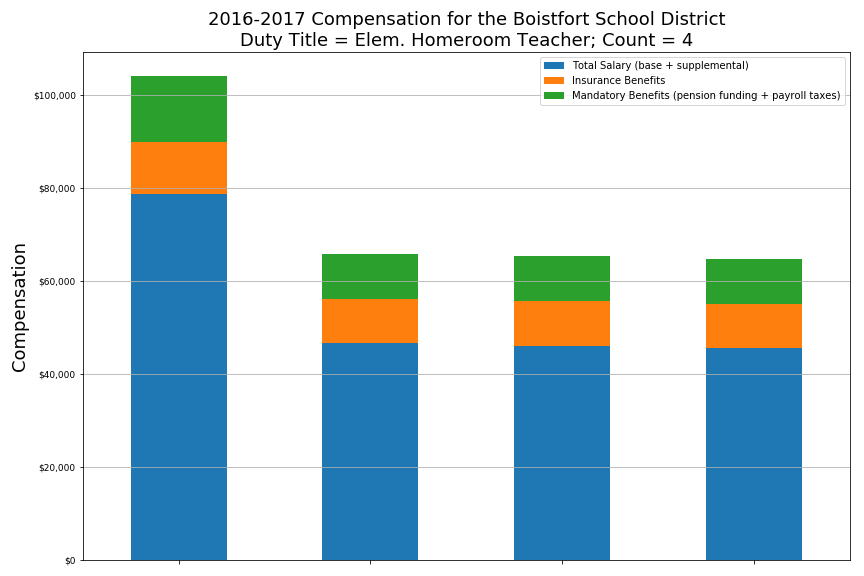 2016-2017 Compensation for the Boistfort School District
Duty Title = Elem. Homeroom Teacher; Count = 4
Total Salary (base + supplemental)
Insurance Benefits
Mandatory Benefits (pension funding + payroll taxes)
Compensation
$100,000
$80,000
$60,000
$40,000
$20,000
$0